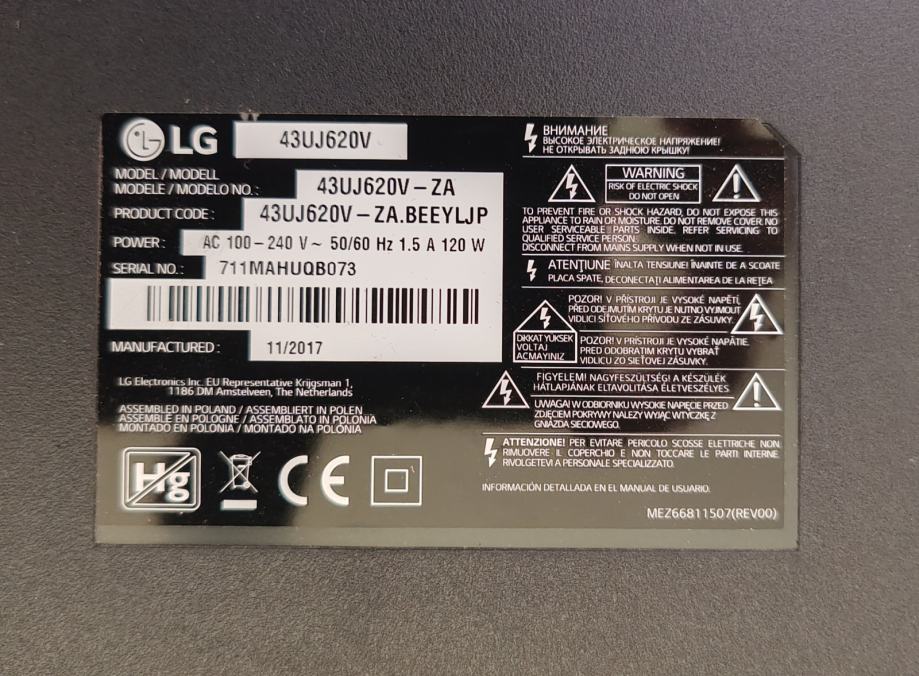 LG 43UJ620V
MODEL / MODELL
MODELE / MODELO NO. : 43UJ620V-ZA
PRODUCT CODE : 43UJ620V-ZA.BEEYLJP
POWER : AC 100-240 V~ 50/60 Hz 1.5 A 120 W
SERIAL NO. : 711MAHUQB073
MANUFACTURED : 11/2017
LG Electronics Inc. EU Representative Krijgsman 1,
1186 DM Amstelveen, The Netherlands
ASSEMBLED IN POLAND / ASSEMBLIERT IN POLEN
ASSEMBLE EN POLOGNE / ASSEMBLATO IN POLONIA
MONTADO EN POLONIA / MONTADO NA POLÓNIA
Hg
CE
ВНИМАНИЕ
ВЫСОКОЕ ЭЛЕКТРИЧЕСКОЕ НАПРЯЖЕНИЕ!
НЕ ОТКРЫВАТЬ ЗАДНЮЮ КРЫШКУ!
WARNING
RISK OF ELECTRIC SHOCK
DO NOT OPEN
TO PREVENT FIRE OR SHOCK HAZARD, DO NOT EXPOSE THIS
APPLIANCE TO RAIN OR MOISTURE. DO NOT REMOVE COVER. NO
USER SERVICEABLE PARTS INSIDE. REFER SERVICING TO
QUALIFIED SERVICE PERSON.
DISCONNECT FROM MAINS SUPPLY WHEN NOT IN USE.
ATENŢIUNE ÎNALTA TENSIUNE! ÎNAINTE DE A SCOATE
PLACA SPATE, DECONECTAŢI ALIMENTAREA DE LA REŢEA
POZOR! V PŘÍSTROJI JE VYSOKÉ NAPĚTÍ,
PŘED ODEJMUTÍM KRYTU JE NUTNO VYJMOUT
VIDLICI SÍŤOVÉHO PŘÍVODU ZE ZÁSUVKY.
DIKKAT YUKSEK
VOLTAJ
ACMAYINIZ
POZOR! V PRISTROJI JE VYSOKÉ NAPÄTIE.
PRED ODOBRATIM KRYTU VYBRAŤ
VIDLICU ZO SIEŤOVEJ ZÁSUVKY.
FIGYELEM! NAGYFESZÜLTSÉG! A KÉSZÜLÉK
HÁTLAPJÁNAK ELTAVOLITÁSA ÉLETVESZÉLYES
UWAGA! W ODBIORNIKU WYSOKIE NAPIĘCIE PRZED
ZDJĘCIEM POKRYWY NALEŻY WYJĄĆ WTYCZKĘ Z
GNIAZDA SIECIOWEGO.
ATTENZIONE! PER EVITARE PERICOLO SCOSSE ELETTRICHE NON
RIMUOVERE IL COPERCHIO E NON TOCCARE LE PARTI INTERNE.
RIVOLGETEVI A PERSONALE SPECIALIZZATO.
INFORMACIÓN DETALLADA EN EL MANUAL DE USUARIO.
MEZ66811507(REV00)